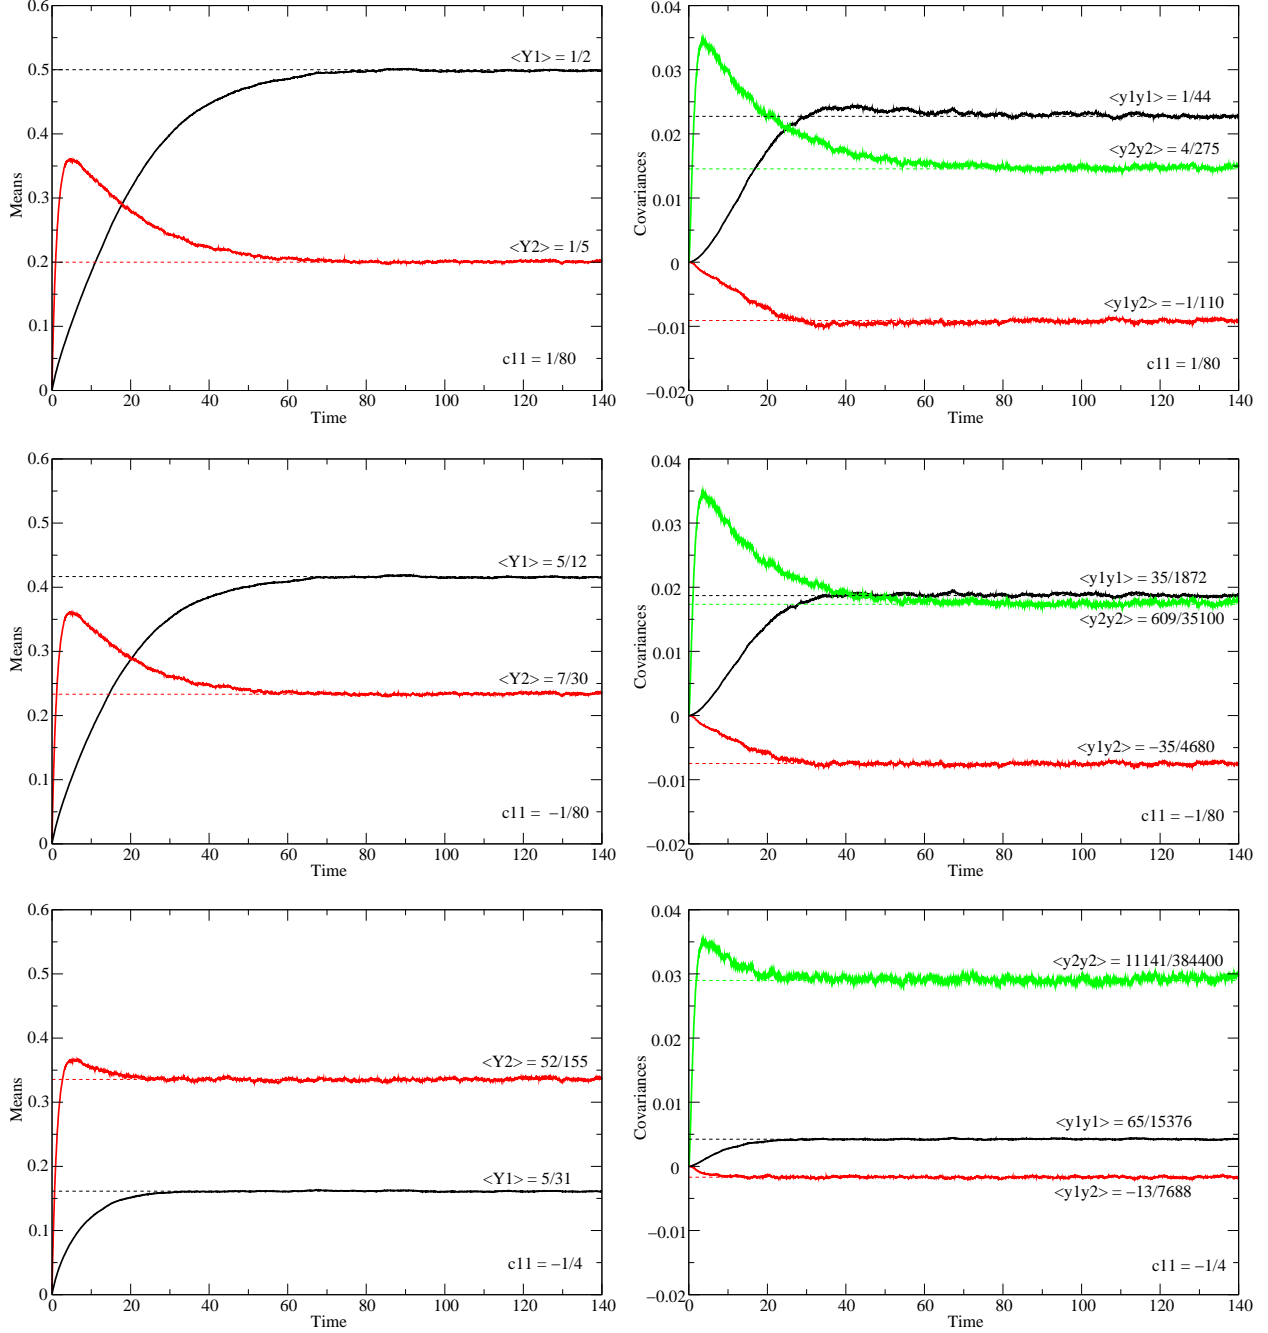 0.6
0.5
0.4
0.3
0.2
0.1
0
Means
<Y1> = 1/2
<Y2> = 1/5
c11 = 1/80
0 20 40 60 80 100 120 140
Time
0.04
0.03
0.02
0.01
0
−0.01
−0.02
Covariances
<y1y1> = 1/44
<y2y2> = 4/275
<y1y2> = −1/110
c11 = 1/80
0 20 40 60 80 100 120 140
Time
0.6
0.5
0.4
0.3
0.2
0.1
0
Means
<Y1> = 5/12
<Y2> = 7/30
c11 = −1/80
0 20 40 60 80 100 120 140
Time
0.04
0.03
0.02
0.01
0
−0.01
−0.02
Covariances
<y1y1> = 35/1872
<y2y2> = 609/35100
<y1y2> = −35/4680
c11 = −1/80
0 20 40 60 80 100 120 140
Time
0.6
0.5
0.4
0.3
0.2
0.1
0
Means
<Y2> = 52/155
<Y1> = 5/31
c11 = −1/4
0 20 40 60 80 100 120 140
Time
0.04
0.03
0.02
0.01
0
−0.01
−0.02
Covariances
<y2y2> = 11141/384400
<y1y1> = 65/15376
<y1y2> = −13/7688
c11 = −1/4
0 20 40 60 80 100 120 140
Time